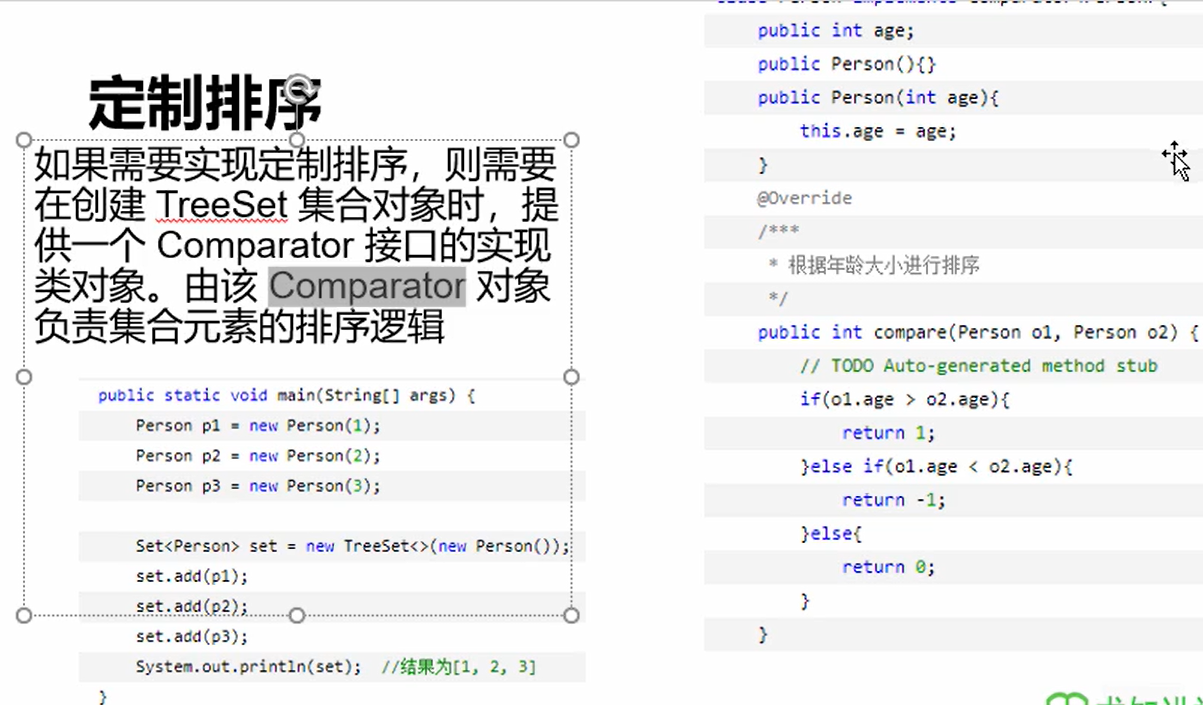 定制排序
如果需要实现定制排序，则需要
在创建 TreeSet 集合对象时，提
供一个 Comparator 接口的实现
类对象。由该 Comparator 对象
负责集合元素的排序逻辑
public static void main(String[] args) {
Person p1 = new Person(1);
Person p2 = new Person(2);
Person p3 = new Person(3);
Set<Person> set = new TreeSet<>(new Person());
set.add(p1);
set.add(p2);
set.add(p3);
System.out.println(set); //结果为[1, 2, 3]
}
public int age;
public Person(){}
public Person(int age){
this.age = age;
}
@Override
/***
* 根据年龄大小进行排序
*/
public int compare(Person o1, Person o2) {
// TODO Auto-generated method stub
if(o1.age > o2.age){
return 1;
}else if(o1.age < o2.age){
return -1;
}else{
return 0;
}
}